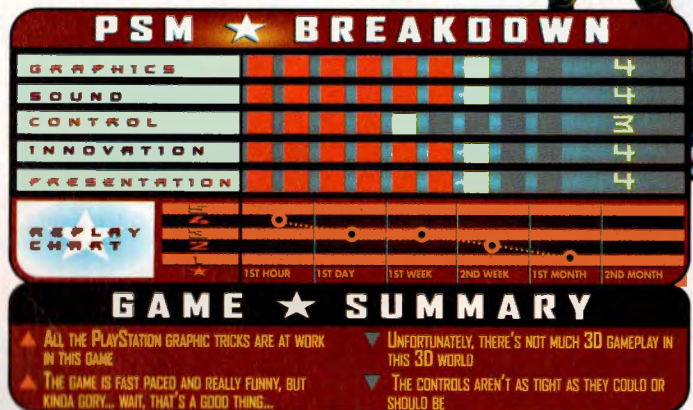 PSM ★ BREAKDOWN
GRAPHICS 4
SOUND 4
CONTROL 3
INNOVATION 4
PRESENTATION 4
REPLAY
CHART
1ST HOUR 1ST DAY 1ST WEEK 2ND WEEK 1ST MONTH 2ND MONTH
GAME ★ SUMMARY
ALL THE PLAYSTATION GRAPHIC TRICKS ARE AT WORK
IN THIS GAME
THE GAME IS FAST PACED AND REALLY FUNNY, BUT
KINDA GORY... WAIT, THAT'S A GOOD THING...
UNFORTUNATELY, THERE'S NOT MUCH 3D GAMEPLAY IN
THIS 3D WORLD
THE CONTROLS AREN'T AS TIGHT AS THEY COULD OR
SHOULD BE